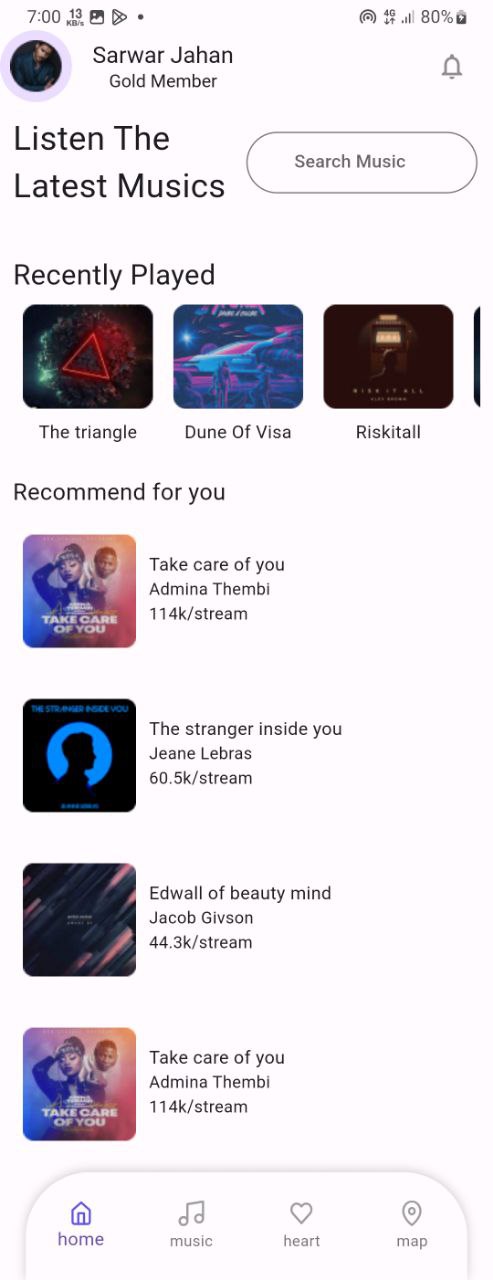 7:00 13 KB/s 4G 80%
Sarwar Jahan
Gold Member
Listen The
Latest Musics
Search Music
Recently Played
RISK IT ALL
The triangle Dune Of Visa Riskitall
Recommend for you
TAKE CARE
OF YOU
Take care of you
Admina Thembi
114k/stream
THE STRANGER INSIDE YOU
The stranger inside you
Jeane Lebras
60.5k/stream
Edwall of beauty mind
Jacob Givson
44.3k/stream
TAKE CARE
OF YOU
Take care of you
Admina Thembi
114k/stream
home music heart map